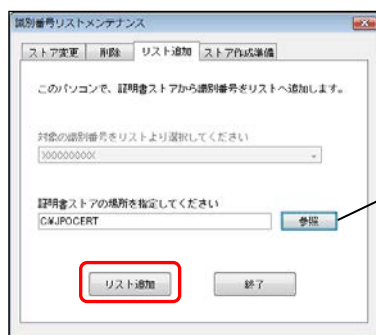 識別番号リストメンテナンス
ストア変更 削除 リスト追加 ストア作成準備
このパソコンで、証明書ストアから識別番号をリストへ追加します。
対象の識別番号をリストより選択してください
XXXXXXXXX
証明書ストアの場所を指定してください
C:¥JPOCERT
参照
リスト追加 終了